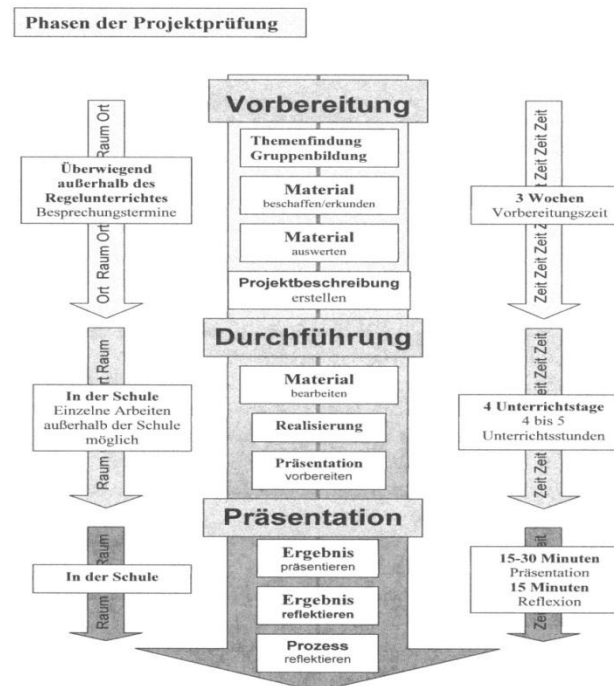 Phasen der Projektprüfung
Vorbereitung
Themenfindung
Gruppenbildung
Material
beschaffen/erkunden
Material
auswerten
Projektbeschreibung
erstellen
Durchführung
Material
bearbeiten
Realisierung
Präsentation
vorbereiten
Präsentation
Ergebnis
präsentieren
Ergebnis
reflektieren
Prozess
reflektieren
Raum Ort
Überwiegend
außerhalb des
Regelunterrichtes
Besprechungstermine
Ort Raum Ort
Ort Raum
In der Schule
Einzelne Arbeiten
außerhalb der Schule
möglich
Raum
Raum
In der Schule
Raum
Zeit Zeit Zeit
3 Wochen
Vorbereitungszeit
Zeit Zeit Zeit Zeit
Zeit Zeit
4 Unterrichtstage
4 bis 5
Unterrichtsstunden
Zeit Zeit
Zeit
15-30 Minuten
Präsentation
15 Minuten
Reflexion